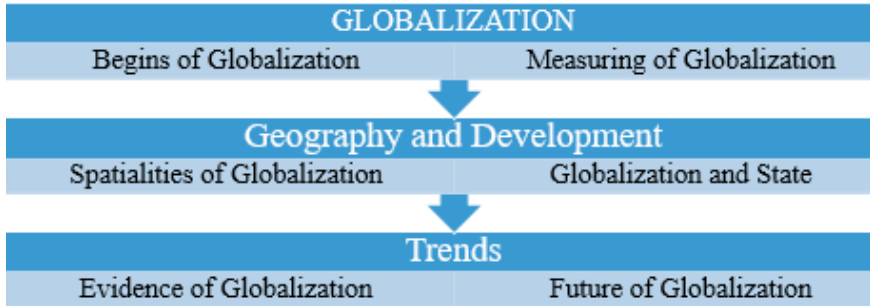 GLOBALIZATION
Begins of Globalization Measuring of Globalization
Geography and Development
Spatialities of Globalization Globalization and State
Trends
Evidence of Globalization Future of Globalization